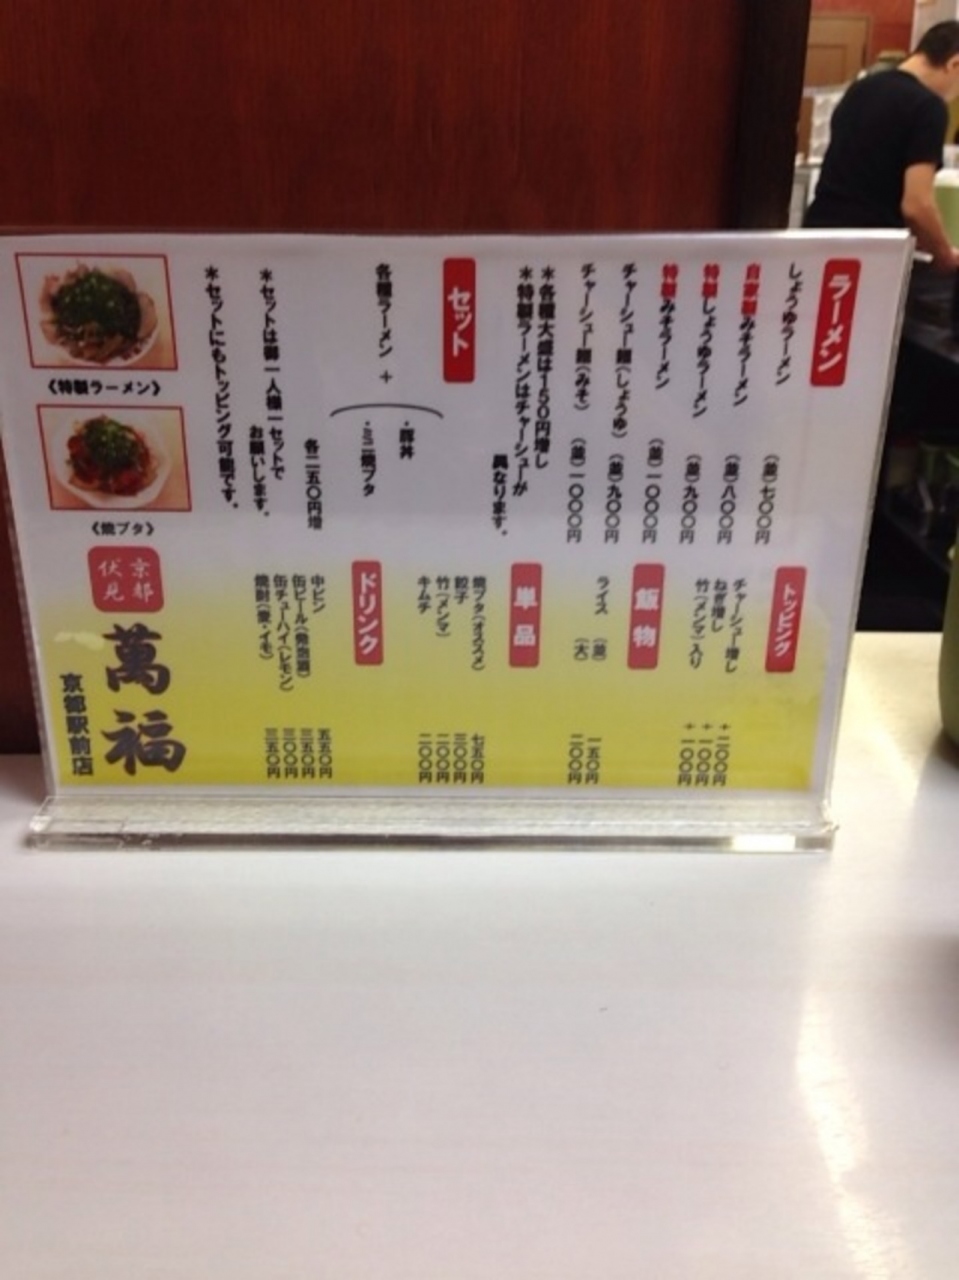 ラーメン
しょうゆラーメン (並)七〇〇円
自家製みそラーメン (並)八〇〇円
特製しょうゆラーメン (並)九〇〇円
特製みそラーメン (並)一〇〇〇円
チャーシュー麺(しょうゆ) (並)九〇〇円
チャーシュー麺(みそ) (並)一〇〇〇円
＊各種大盛は150円増し
＊特製ラーメンはチャーシューが
異なります。
セット
各種ラーメン ＋
・豚丼
・ミニ焼ブタ
各二五〇円増
＊セットは御一人様一セットで
お願いします。
＊セットにもトッピング可能です。
《特製ラーメン》
《焼ブタ》
トッピング
チャーシュー増し ＋二〇〇円
ねぎ増し ＋一〇〇円
竹(メンマ)入り ＋一〇〇円
飯物
ライス (並) 一五〇円
(大) 二〇〇円
単品
焼ブタ(オススメ) 七五〇円
餃子 三〇〇円
竹(メンマ) 二〇〇円
キムチ 二〇〇円
ドリンク
中ビン 五五〇円
缶ビール(発泡酒) 三五〇円
缶チューハイ(レモン) 三〇〇円
焼酎(麦・イモ) 三五〇円
京都
伏見
萬福
京都駅前店